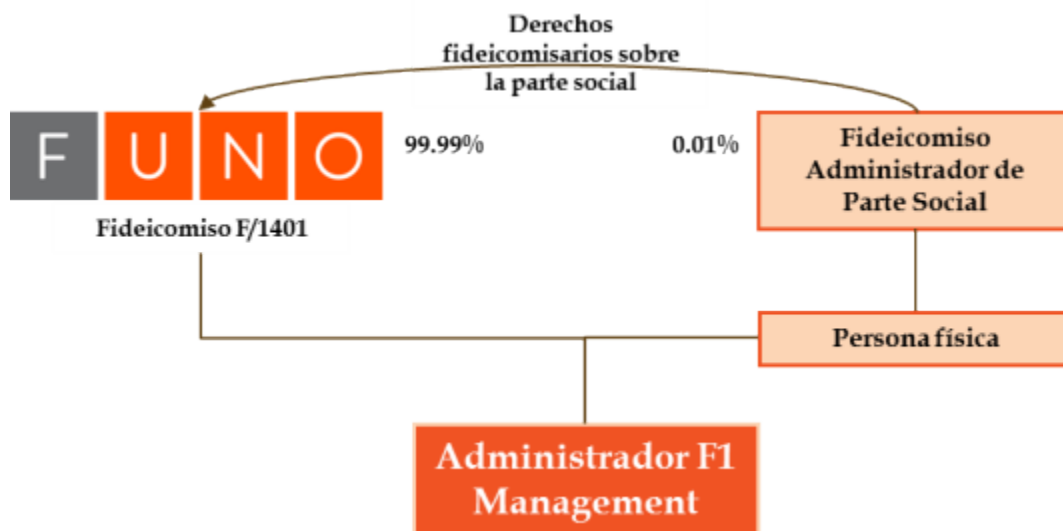 Derechos
fideicomisarios sobre
la parte social
FUNO
99.99%
0.01%
Fideicomiso
Administrador de
Parte Social
Fideicomiso F/1401
Persona física
Administrador F1
Management